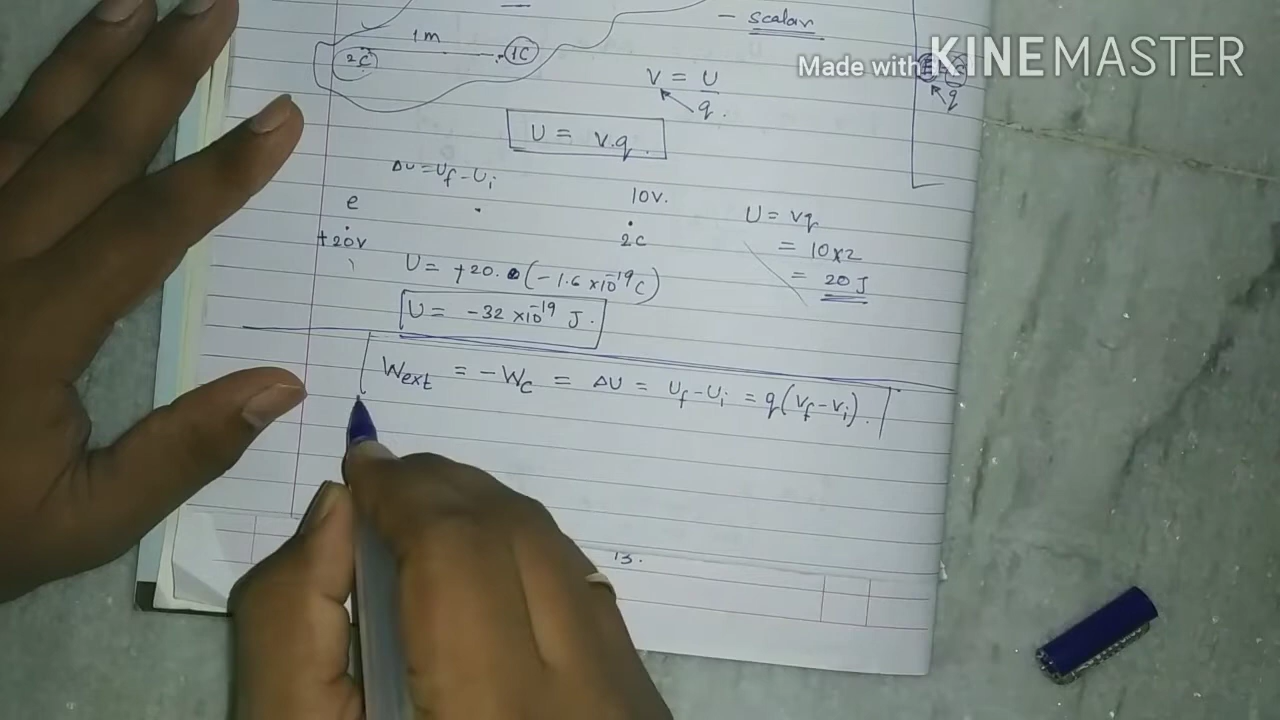 1m
2C
1C
- scalar
V = U
q
Made with KINEMASTER
q
U = V.q.
ΔU = Uf - Ui
e
10V.
+20V
2C
U = Vq
= 10x2
= 20 J
U = +20. (-1.6 x10^-19 C)
U = -32 x10^-19 J.
Wext = -Wc = ΔU = Uf - Ui = q(Vf - Vi).
13.